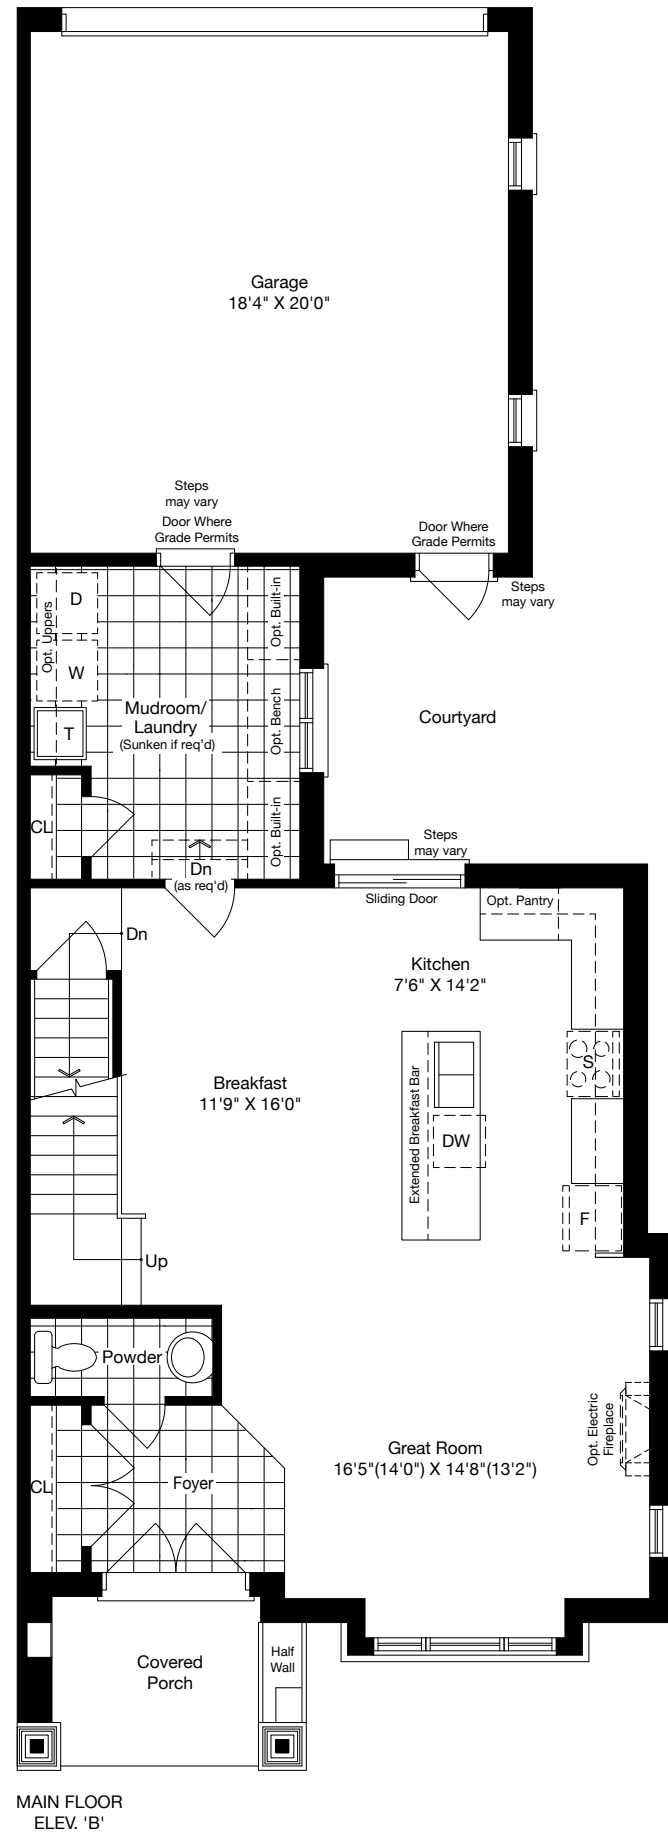 Garage
18'4" X 20'0"
Steps
may vary
Door Where
Grade Permits
Door Where
Grade Permits
Steps
may vary
D
Opt. Uppers
W
T
Mudroom/
Laundry
(Sunken if req'd)
Opt. Built-in
Opt. Bench
Opt. Built-in
Courtyard
CL
Dn
(as req'd)
Steps
may vary
Sliding Door
Opt. Pantry
Dn
Kitchen
7'6" X 14'2"
S
Breakfast
11'9" X 16'0"
Extended Breakfast Bar
DW
F
Up
Powder
Opt. Electric
Fireplace
Great Room
16'5"(14'0") X 14'8"(13'2")
CL
Foyer
Covered
Porch
Half
Wall
MAIN FLOOR
ELEV. 'B'